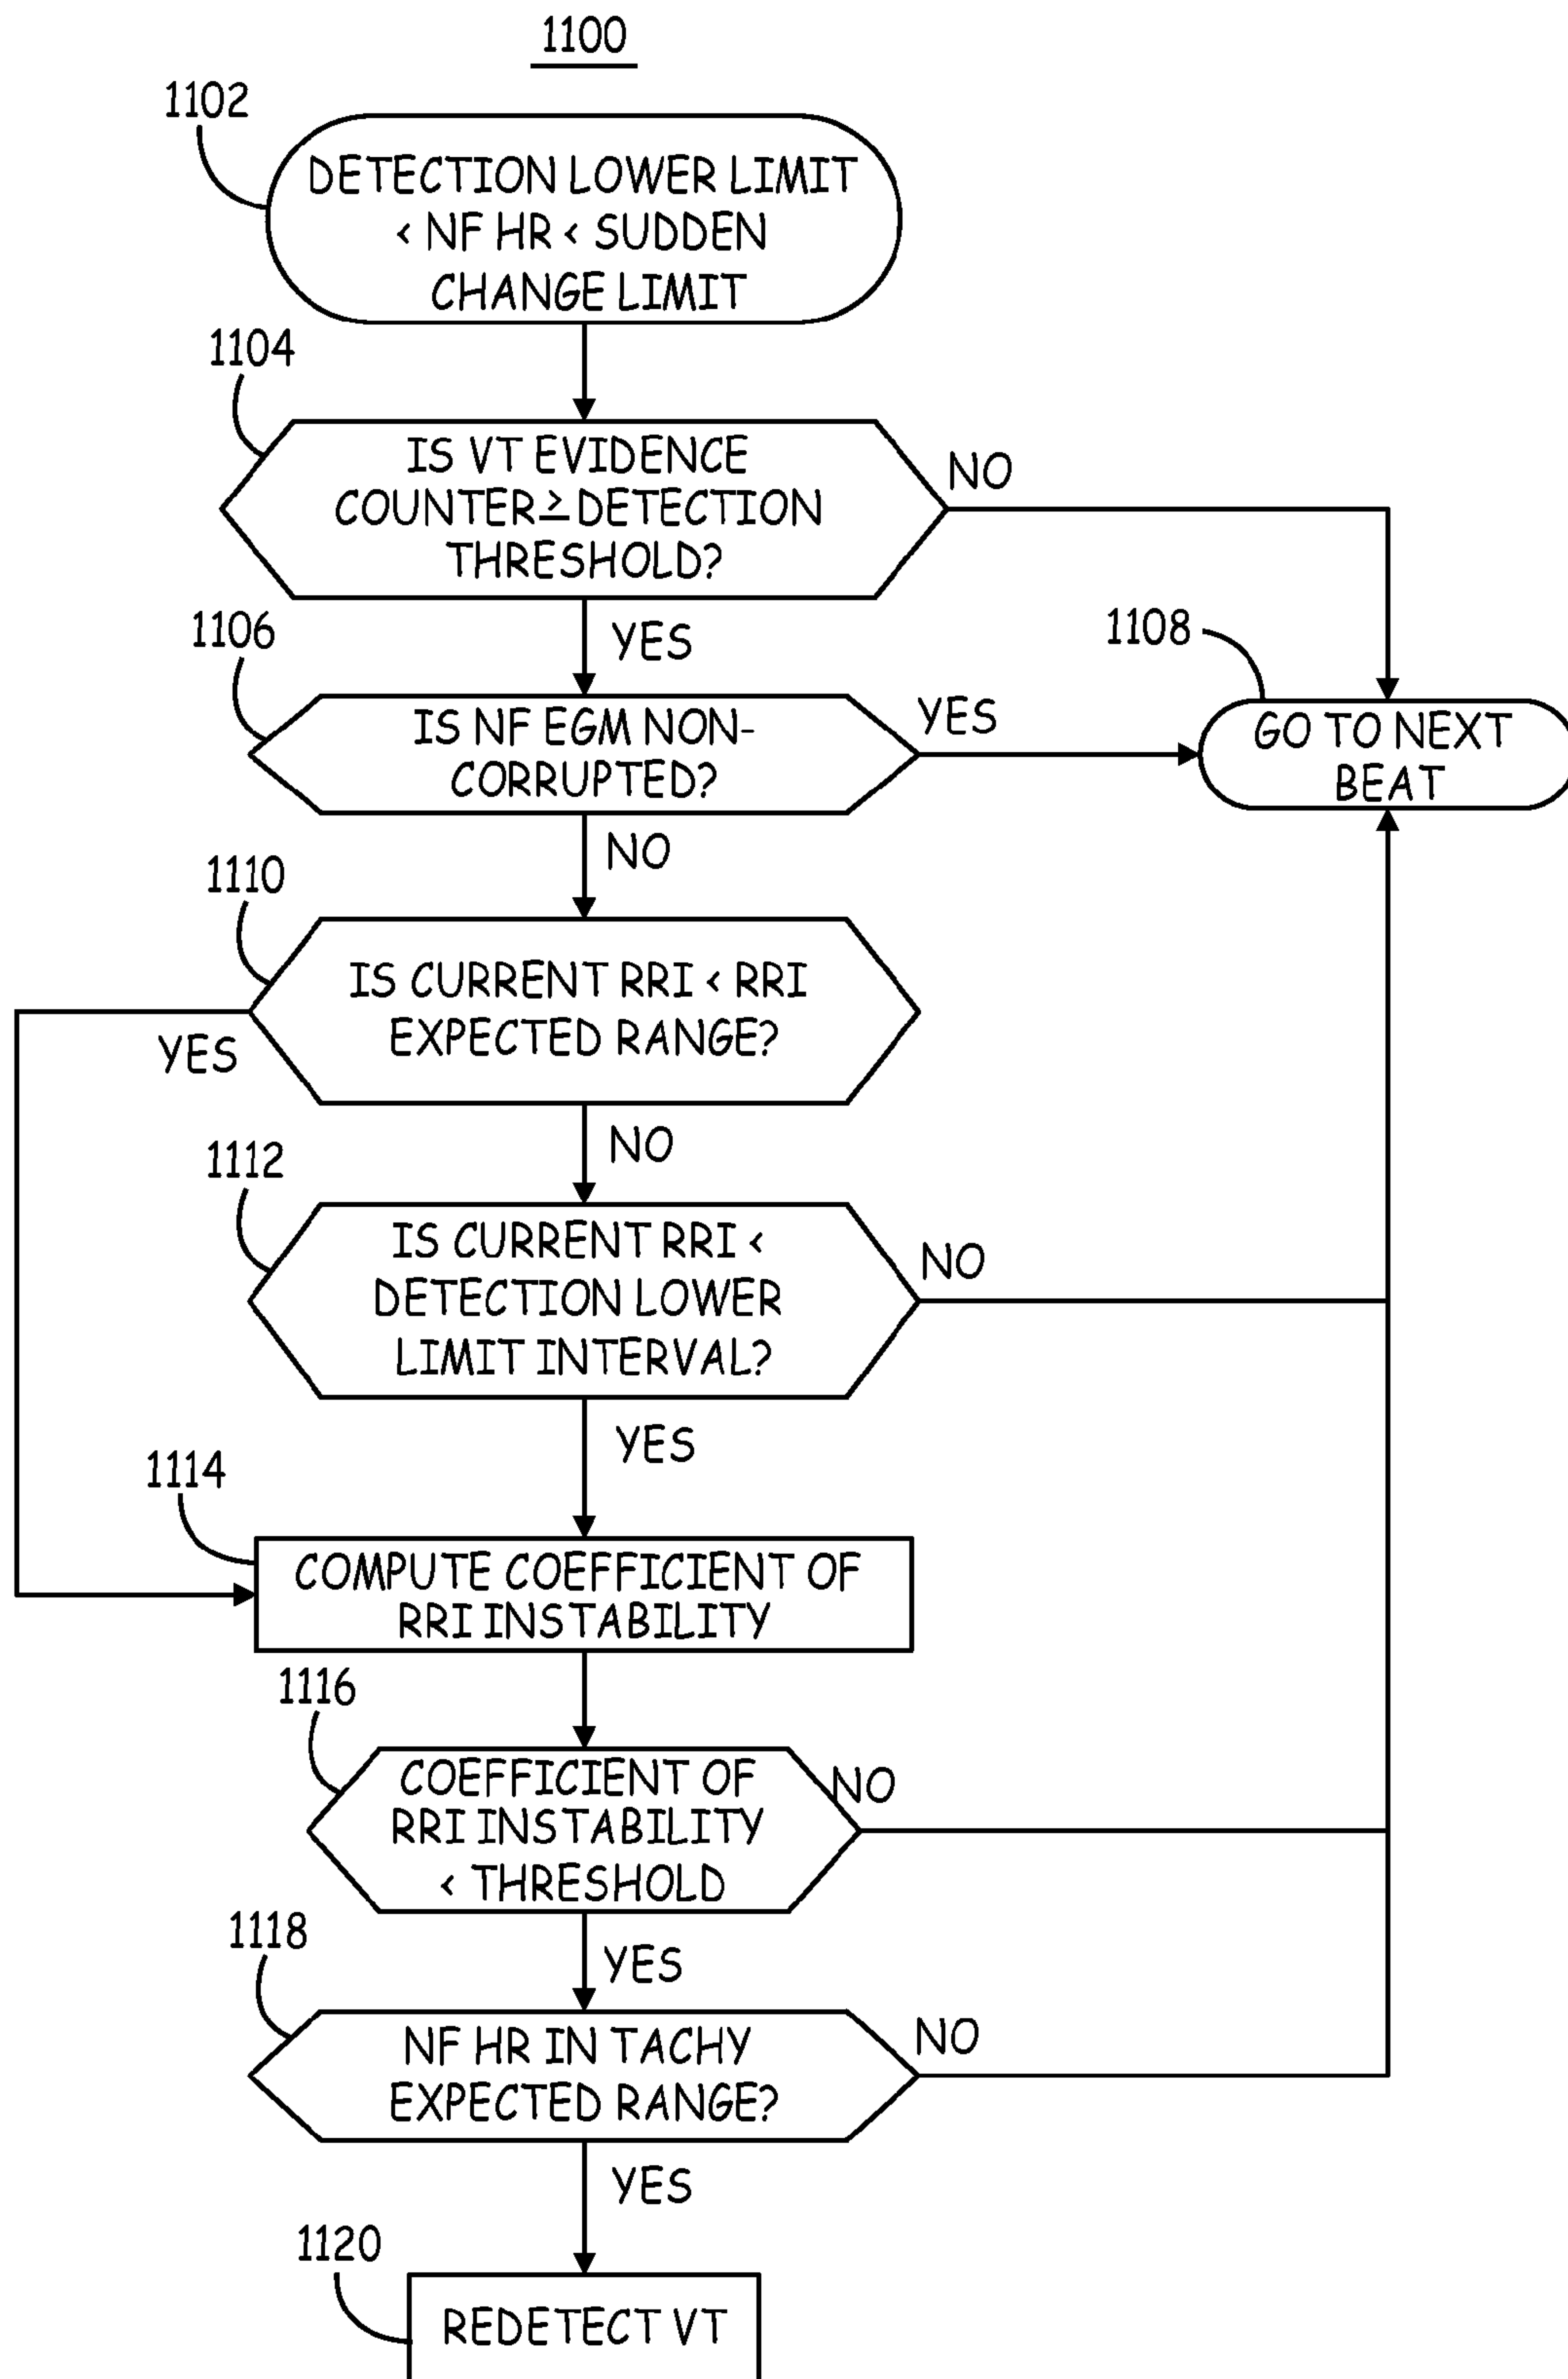 1100
1102
DETECTION LOWER LIMIT
< NF HR < SUDDEN
CHANGE LIMIT
1104
IS VT EVIDENCE
COUNTER ≥ DETECTION
THRESHOLD?
NO
YES
1106
IS NF EGM NON-
CORRUPTED?
YES
NO
1108
GO TO NEXT
BEAT
1110
IS CURRENT RRI < RRI
EXPECTED RANGE?
YES
NO
1112
IS CURRENT RRI <
DETECTION LOWER
LIMIT INTERVAL?
NO
YES
1114
COMPUTE COEFFICIENT OF
RRI INSTABILITY
1116
COEFFICIENT OF
RRI INSTABILITY
< THRESHOLD
NO
YES
1118
NF HR IN TACHY
EXPECTED RANGE?
NO
YES
1120
REDETECT VT